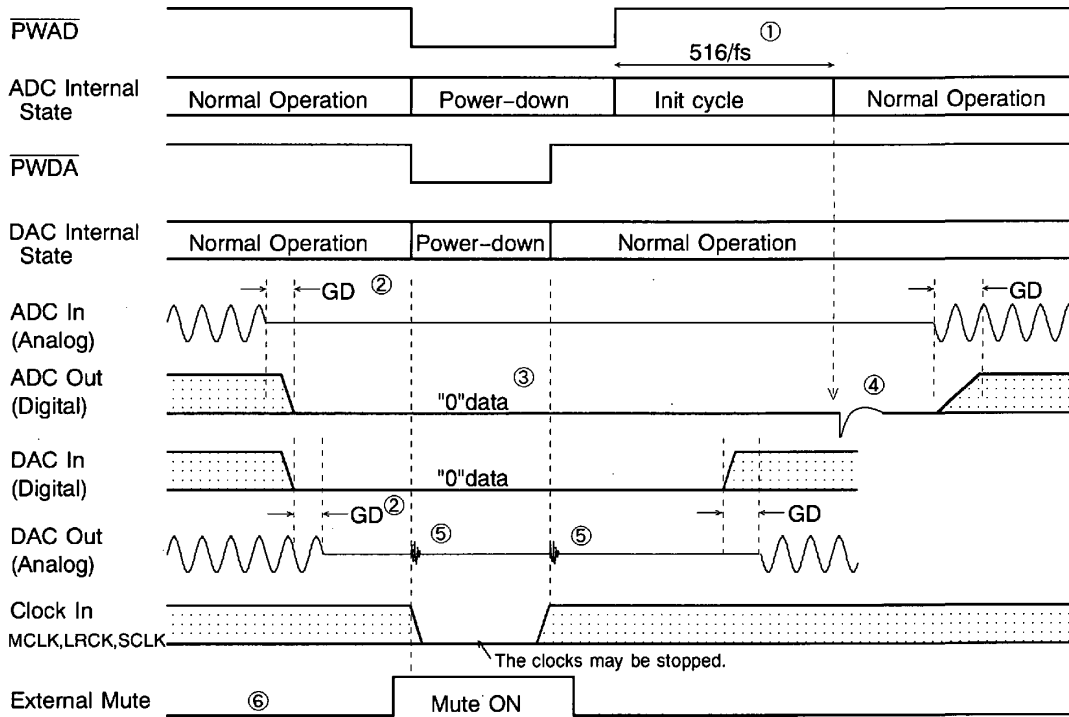 PWAD
①
516/fs
ADC Internal
State
Normal Operation
Power-down
Init cycle
Normal Operation
PWDA
DAC Internal
State
Normal Operation
Power-down
Normal Operation
GD ②
GD
ADC In
(Analog)
ADC Out
(Digital)
③
"0"data
④
DAC In
(Digital)
"0"data
GD②
GD
DAC Out
(Analog)
⑤
⑤
Clock In
MCLK,LRCK,SCLK
The clocks may be stopped.
External Mute
⑥
Mute ON